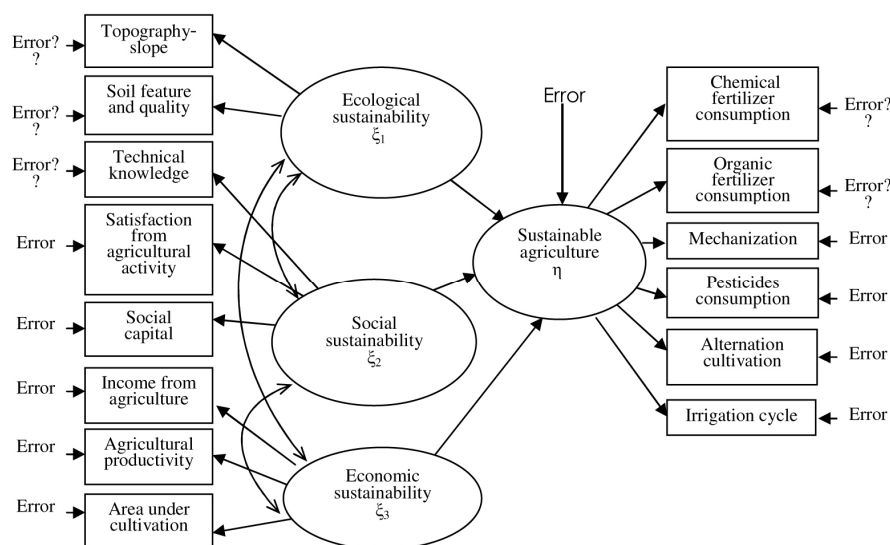 Topography-
slope
Error?
?
Soil feature
and quality
Error?
?
Technical
knowledge
Error?
?
Satisfaction
from
agricultural
activity
Error
Social
capital
Error
Income from
agriculture
Error
Agricultural
productivity
Error
Area under
cultivation
Error
Ecological
sustainability
ξ1
Social
sustainability
ξ2
Economic
sustainability
ξ3
Error
Sustainable
agriculture
η
Chemical
fertilizer
consumption
Error?
?
Organic
fertilizer
consumption
Error?
?
Mechanization
Error
Pesticides
consumption
Error
Alternation
cultivation
Error
Irrigation cycle
Error